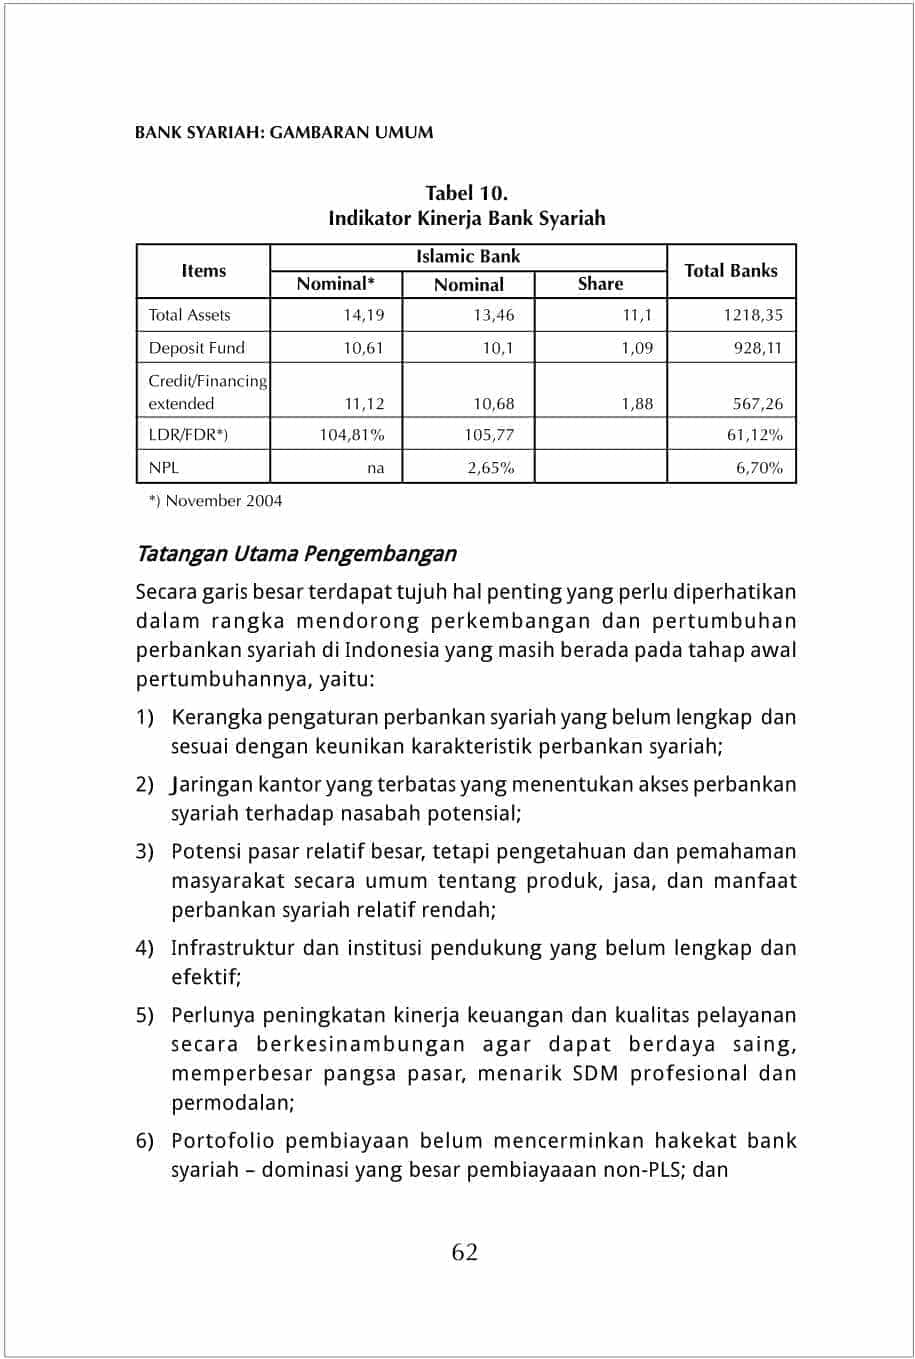 BANK SYARIAH: GAMBARAN UMUM
Tabel 10.
Indikator Kinerja Bank Syariah
Items Islamic Bank Total Banks
Nominal* Nominal Share
Total Assets 14,19 13,46 11,1 1218,35
Deposit Fund 10,61 10,1 1,09 928,11
Credit/Financing
extended 11,12 10,68 1,88 567,26
LDR/FDR*) 104,81% 105,77 61,12%
NPL na 2,65% 6,70%
*) November 2004
Tatangan Utama Pengembangan
Secara garis besar terdapat tujuh hal penting yang perlu diperhatikan
dalam rangka mendorong perkembangan dan pertumbuhan
perbankan syariah di Indonesia yang masih berada pada tahap awal
pertumbuhannya, yaitu:
1) Kerangka pengaturan perbankan syariah yang belum lengkap dan
sesuai dengan keunikan karakteristik perbankan syariah;
2) Jaringan kantor yang terbatas yang menentukan akses perbankan
syariah terhadap nasabah potensial;
3) Potensi pasar relatif besar, tetapi pengetahuan dan pemahaman
masyarakat secara umum tentang produk, jasa, dan manfaat
perbankan syariah relatif rendah;
4) Infrastruktur dan institusi pendukung yang belum lengkap dan
efektif;
5) Perlunya peningkatan kinerja keuangan dan kualitas pelayanan
secara berkesinambungan agar dapat berdaya saing,
memperbesar pangsa pasar, menarik SDM profesional dan
permodalan;
6) Portofolio pembiayaan belum mencerminkan hakekat bank
syariah – dominasi yang besar pembiayaaan non-PLS; dan
62